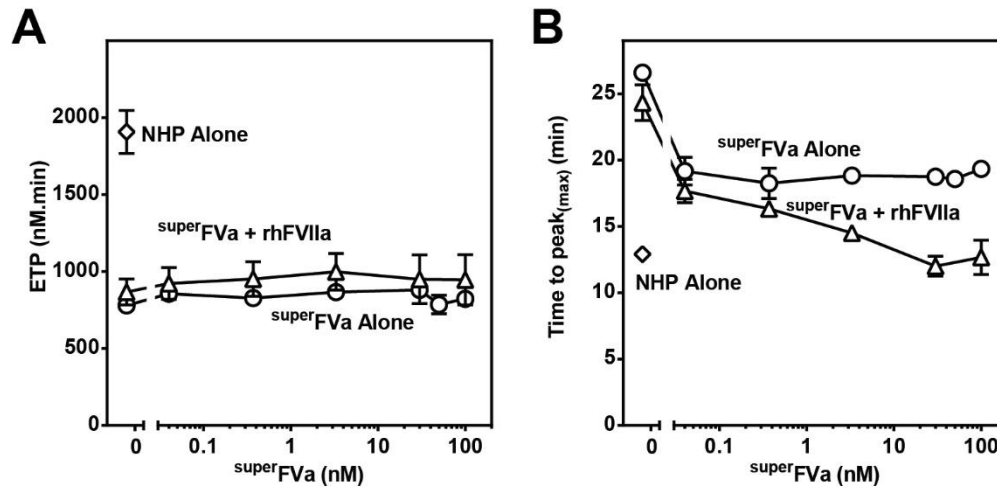 A
ETP (nM.min)
2000
1500
1000
500
0
NHP Alone
superFVa + rhFVIIa
superFVa Alone
0 0.1 1 10 100
superFVa (nM)
B
Time to peak(max) (min)
25
20
15
10
5
0
superFVa Alone
superFVa + rhFVIIa
NHP Alone
0 0.1 1 10 100
superFVa (nM)